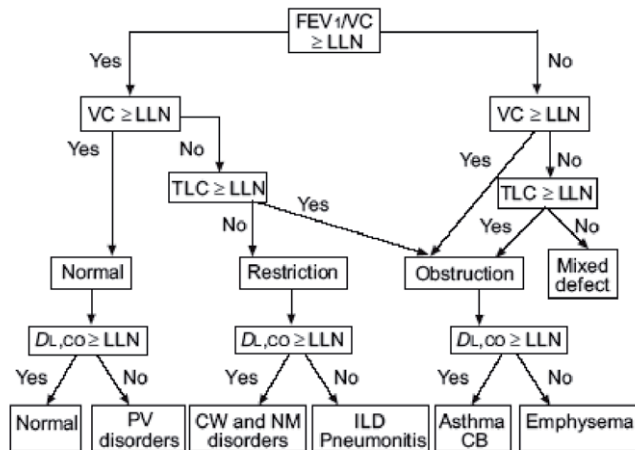 FEV1/VC
≥ LLN
Yes
No
VC ≥ LLN
VC ≥ LLN
Yes
No
Yes
No
TLC ≥ LLN
Yes
TLC ≥ LLN
No
Yes
No
Normal
Restriction
Obstruction
Mixed
defect
DL,CO ≥ LLN
DL,CO ≥ LLN
DL,CO ≥ LLN
Yes
No
Yes
No
Yes
No
Normal
PV
disorders
CW and NM
disorders
ILD
Pneumonitis
Asthma
CB
Emphysema